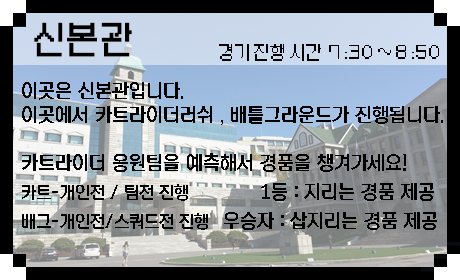 신본관
경기 진행 시간 7:30~8:50
이곳은 신본관입니다.
이곳에서 카트라이더러쉬 , 배틀그라운드가 진행됩니다.
카트라이더 응원팀을 예측해서 경품을 챙겨가세요!
카트-개인전 / 팀전 진행 1등 : 지리는 경품 제공
배그-개인전/스쿼드전 진행 우승자 : 삽지리는 경품 제공